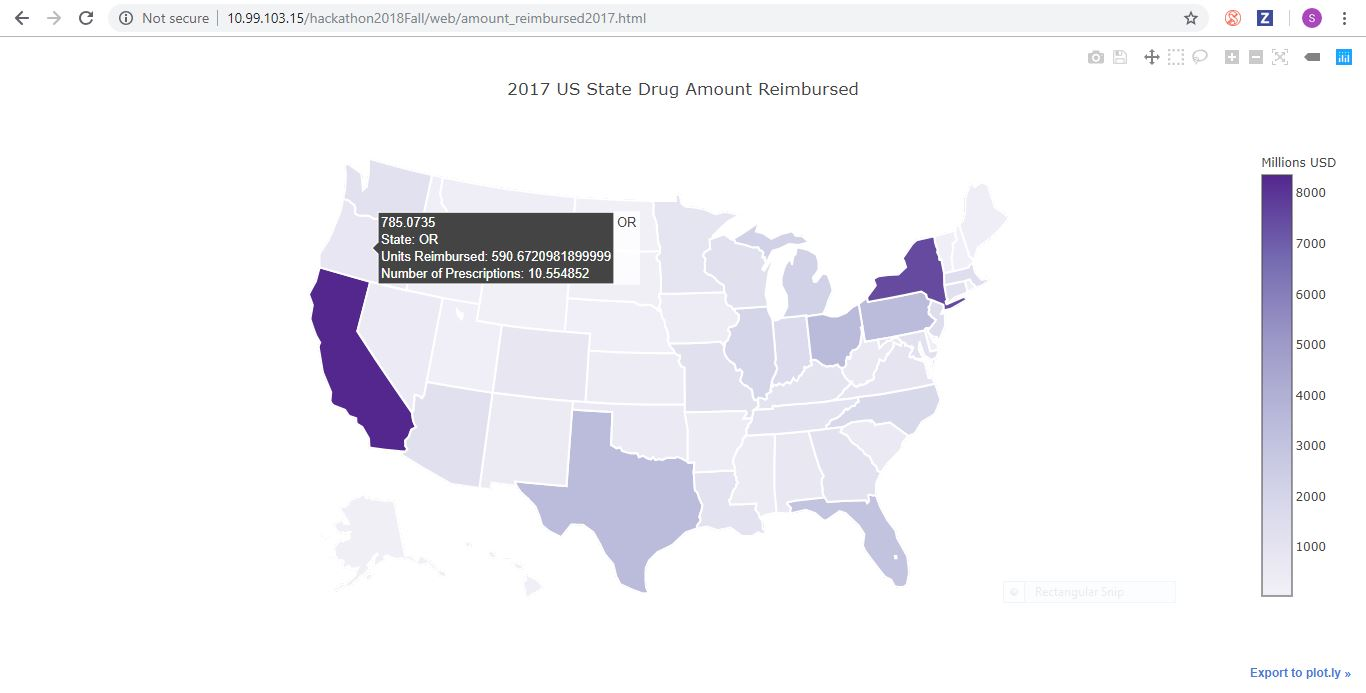 Not secure
10.99.103.15/hackathon2018Fall/web/amount_reimbursed2017.html
Z
S
2017 US State Drug Amount Reimbursed
Millions USD
8000
7000
6000
5000
4000
3000
2000
1000
785.0735
OR
State: OR
Units Reimbursed: 590.6720981899999
Number of Prescriptions: 10.554852
Rectangular Snip
Export to plot.ly »